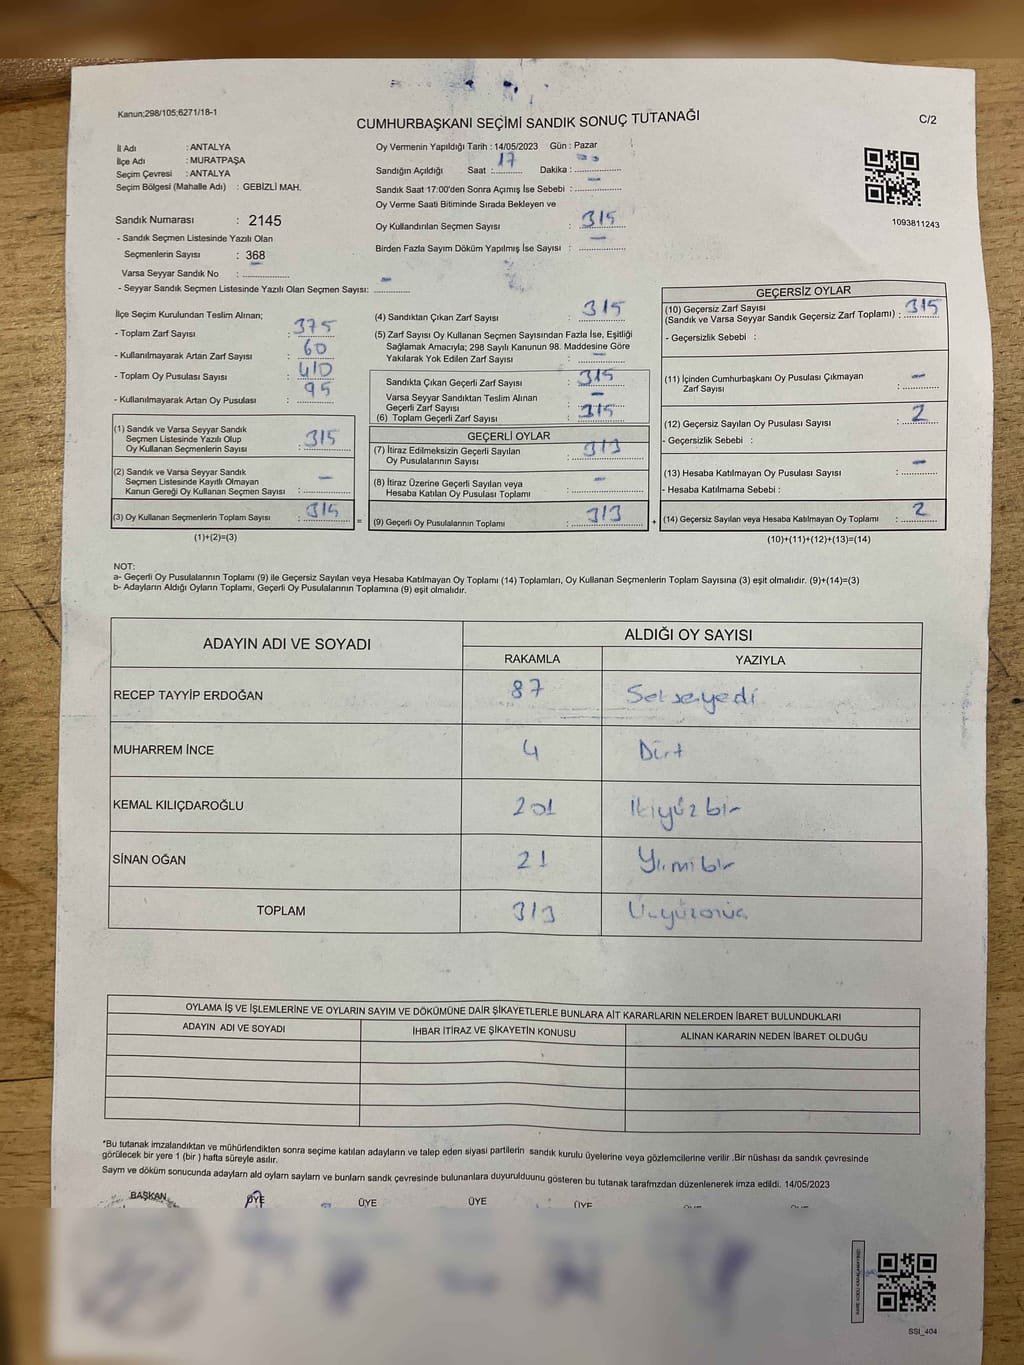 Kanun;298/105;6271/18-1
CUMHURBAŞKANI SEÇİMİ SANDIK SONUÇ TUTANAĞI
C/2
İl Adı : ANTALYA
İlçe Adı : MURATPAŞA
Seçim Çevresi : ANTALYA
Seçim Bölgesi (Mahalle Adı) : GEBİZLİ MAH.
Sandık Numarası : 2145
- Sandık Seçmen Listesinde Yazılı Olan
Seçmenlerin Sayısı : 368
Varsa Seyyar Sandık No : -
- Seyyar Sandık Seçmen Listesinde Yazılı Olan Seçmen Sayısı: -
Oy Vermenin Yapıldığı Tarih : 14/05/2023 Gün : Pazar
Sandığın Açıldığı Saat : 17 Dakika :
Sandık Saat 17:00'den Sonra Açımış İse Sebebi : -
Oy Verme Saati Bitiminde Sırada Bekleyen ve
Oy Kullandırılan Seçmen Sayısı : 315
Birden Fazla Sayım Döküm Yapılmış İse Sayısı : -
1093811243
İlçe Seçim Kurulundan Teslim Alınan;
- Toplam Zarf Sayısı : 375
- Kullanılmayarak Artan Zarf Sayısı : 60
- Toplam Oy Pusulası Sayısı : 410
- Kullanılmayarak Artan Oy Pusulası : 95
(1) Sandık ve Varsa Seyyar Sandık
Seçmen Listesinde Yazılı Olup
Oy Kullanan Seçmenlerin Sayısı : 315
(2) Sandık ve Varsa Seyyar Sandık
Seçmen Listesinde Kayıtlı Olmayan
Kanun Gereği Oy Kullanan Seçmen Sayısı : -
(3) Oy Kullanan Seçmenlerin Toplam Sayısı : 315 =
(1)+(2)=(3)
(4) Sandıktan Çıkan Zarf Sayısı : 315
(5) Zarf Sayısı Oy Kullanan Seçmen Sayısından Fazla İse, Eşitliği
Sağlamak Amacıyla; 298 Sayılı Kanunun 98. Maddesine Göre
Yakılarak Yok Edilen Zarf Sayısı : -
Sandıkta Çıkan Geçerli Zarf Sayısı : 315
Varsa Seyyar Sandıktan Teslim Alınan
Geçerli Zarf Sayısı : -
(6) Toplam Geçerli Zarf Sayısı : 315
GEÇERLİ OYLAR
(7) İtiraz Edilmeksizin Geçerli Sayılan
Oy Pusulalarının Sayısı : 313
(8) İtiraz Üzerine Geçerli Sayılan veya
Hesaba Katılan Oy Pusulası Toplamı : -
(9) Geçerli Oy Pusulalarının Toplamı : 313 +
GEÇERSİZ OYLAR
(10) Geçersiz Zarf Sayısı
(Sandık ve Varsa Seyyar Sandık Geçersiz Zarf Toplamı) : 315
- Geçersizlik Sebebi :
(11) İçinden Cumhurbaşkanı Oy Pusulası Çıkmayan
Zarf Sayısı : -
(12) Geçersiz Sayılan Oy Pusulası Sayısı : 2
- Geçersizlik Sebebi :
(13) Hesaba Katılmayan Oy Pusulası Sayısı : -
- Hesaba Katılmama Sebebi :
(14) Geçersiz Sayılan veya Hesaba Katılmayan Oy Toplamı : 2
(10)+(11)+(12)+(13)=(14)
NOT:
a- Geçerli Oy Pusulalarının Toplamı (9) ile Geçersiz Sayılan veya Hesaba Katılmayan Oy Toplamı (14) Toplamları, Oy Kullanan Seçmenlerin Toplam Sayısına (3) eşit olmalıdır. (9)+(14)=(3)
b- Adayların Aldığı Oyların Toplamı, Geçerli Oy Pusulalarının Toplamına (9) eşit olmalıdır.
ADAYIN ADI VE SOYADI ALDIĞI OY SAYISI
RAKAMLA YAZIYLA
RECEP TAYYİP ERDOĞAN 87 Seksenyedi
MUHARREM İNCE 4 Dört
KEMAL KILIÇDAROĞLU 201 İkiyüzbir
SİNAN OĞAN 21 Yirmibir
TOPLAM 313 Üçyüzonüç
OYLAMA İŞ VE İŞLEMLERİNE VE OYLARIN SAYIM VE DÖKÜMÜNE DAİR ŞİKAYETLERLE BUNLARA AİT KARARLARIN NELERDEN İBARET BULUNDUKLARI
ADAYIN ADI VE SOYADI İHBAR İTİRAZ VE ŞİKAYETİN KONUSU ALINAN KARARIN NEDEN İBARET OLDUĞU
*Bu tutanak imzalandıktan ve mühürlendikten sonra seçime katılan adayların ve talep eden siyasi partilerin sandık kurulu üyelerine veya gözlemcilerine verilir .Bir nüshası da sandık çevresinde
görülecek bir yere 1 (bir ) hafta süreyle asılır.
Sayım ve döküm sonucunda adayların ald oyların sayların ve bunların sandık çevresinde bulunanlara duyurulduunu gösteren bu tutanak tarafmzdan düzenlenerek imza edildi. 14/05/2023
BAŞKAN ÜYE ÜYE ÜYE ÜYE
SSİ_404